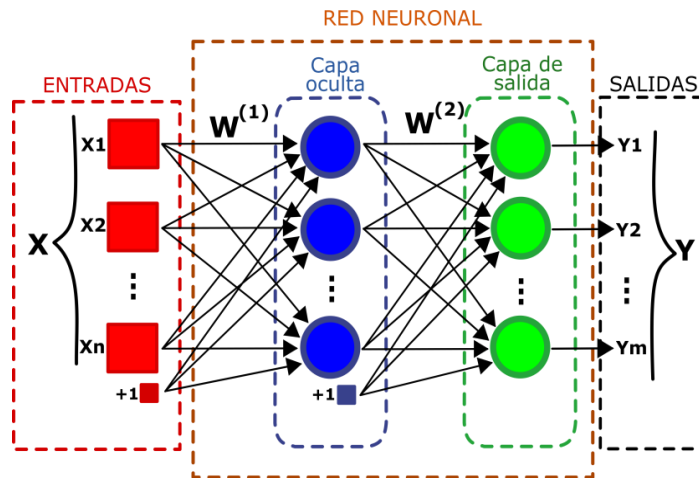 RED NEURONAL
ENTRADAS
Capa
oculta
Capa de
salida
SALIDAS
W(1)
W(2)
X1
Y1
X2
Y2
X
Y
⋮
⋮
⋮
⋮
Xn
Ym
+1
+1